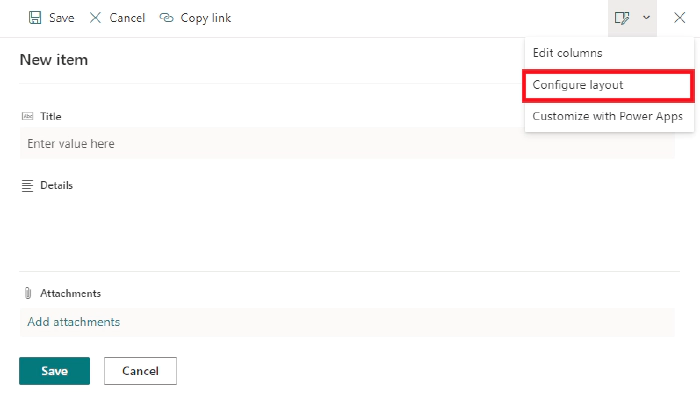 Save Cancel Copy link
Edit columns
New item
Configure layout
Abc Title
Customize with Power Apps
Enter value here
Details
Attachments
Add attachments
Save Cancel